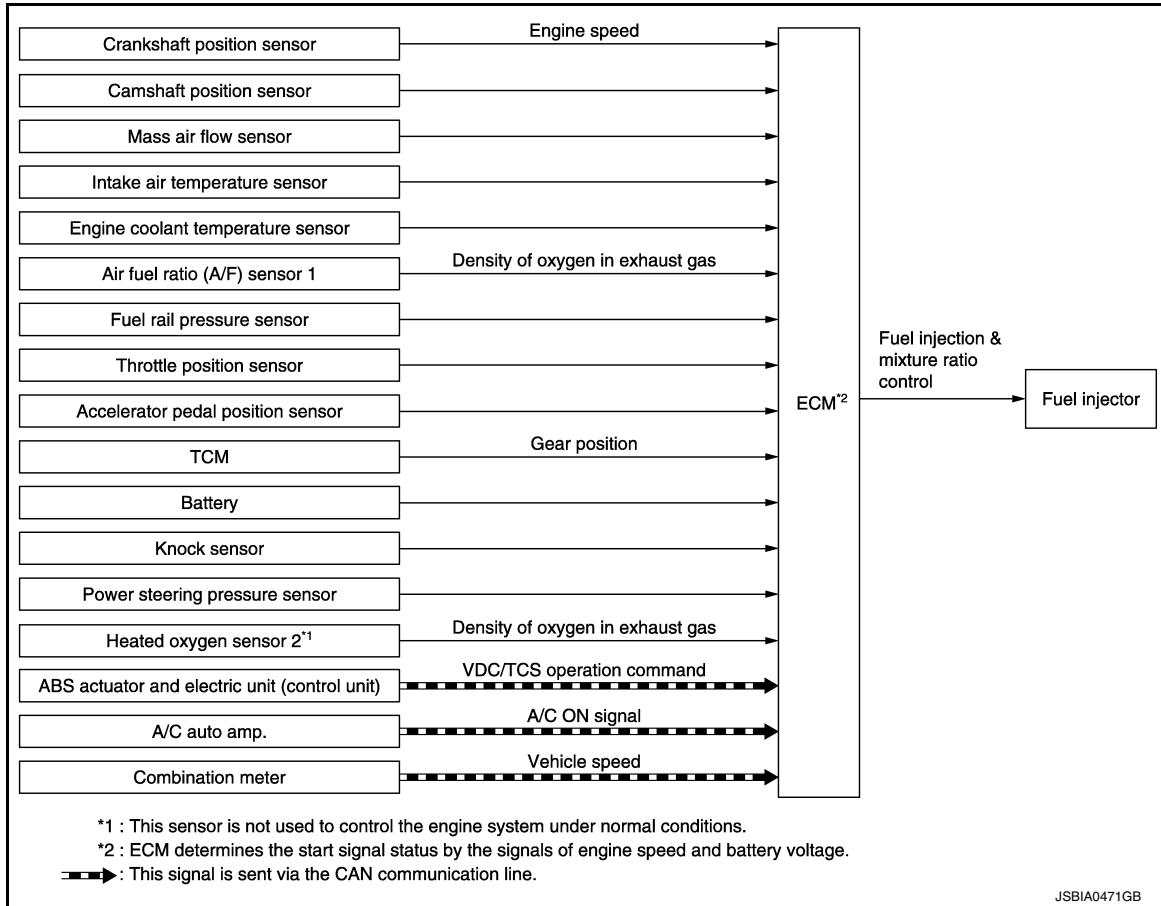 Crankshaft position sensor
Engine speed
Camshaft position sensor
Mass air flow sensor
Intake air temperature sensor
Engine coolant temperature sensor
Air fuel ratio (A/F) sensor 1
Density of oxygen in exhaust gas
Fuel rail pressure sensor
Throttle position sensor
Accelerator pedal position sensor
TCM
Gear position
Battery
Knock sensor
Power steering pressure sensor
Heated oxygen sensor 2*1
Density of oxygen in exhaust gas
ABS actuator and electric unit (control unit)
VDC/TCS operation command
A/C auto amp.
A/C ON signal
Combination meter
Vehicle speed
ECM*2
Fuel injection &
mixture ratio
control
Fuel injector
*1 : This sensor is not used to control the engine system under normal conditions.
*2 : ECM determines the start signal status by the signals of engine speed and battery voltage.
: This signal is sent via the CAN communication line.
JSBIA0471GB